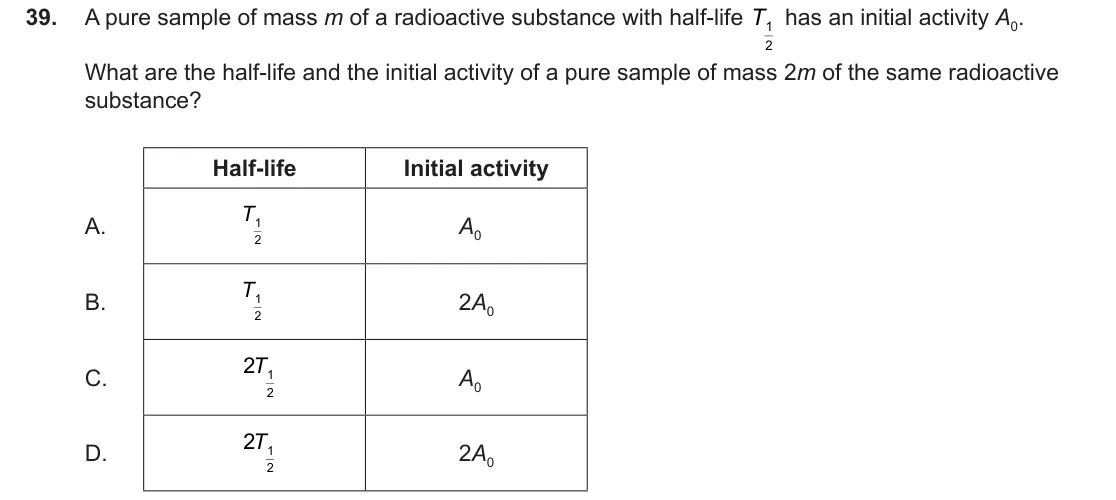 39. A pure sample of mass m of a radioactive substance with half-life T½ has an initial activity A₀.
What are the half-life and the initial activity of a pure sample of mass 2m of the same radioactive
substance?
Half-life Initial activity
A. T½ A₀
B. T½ 2A₀
C. 2T½ A₀
D. 2T½ 2A₀